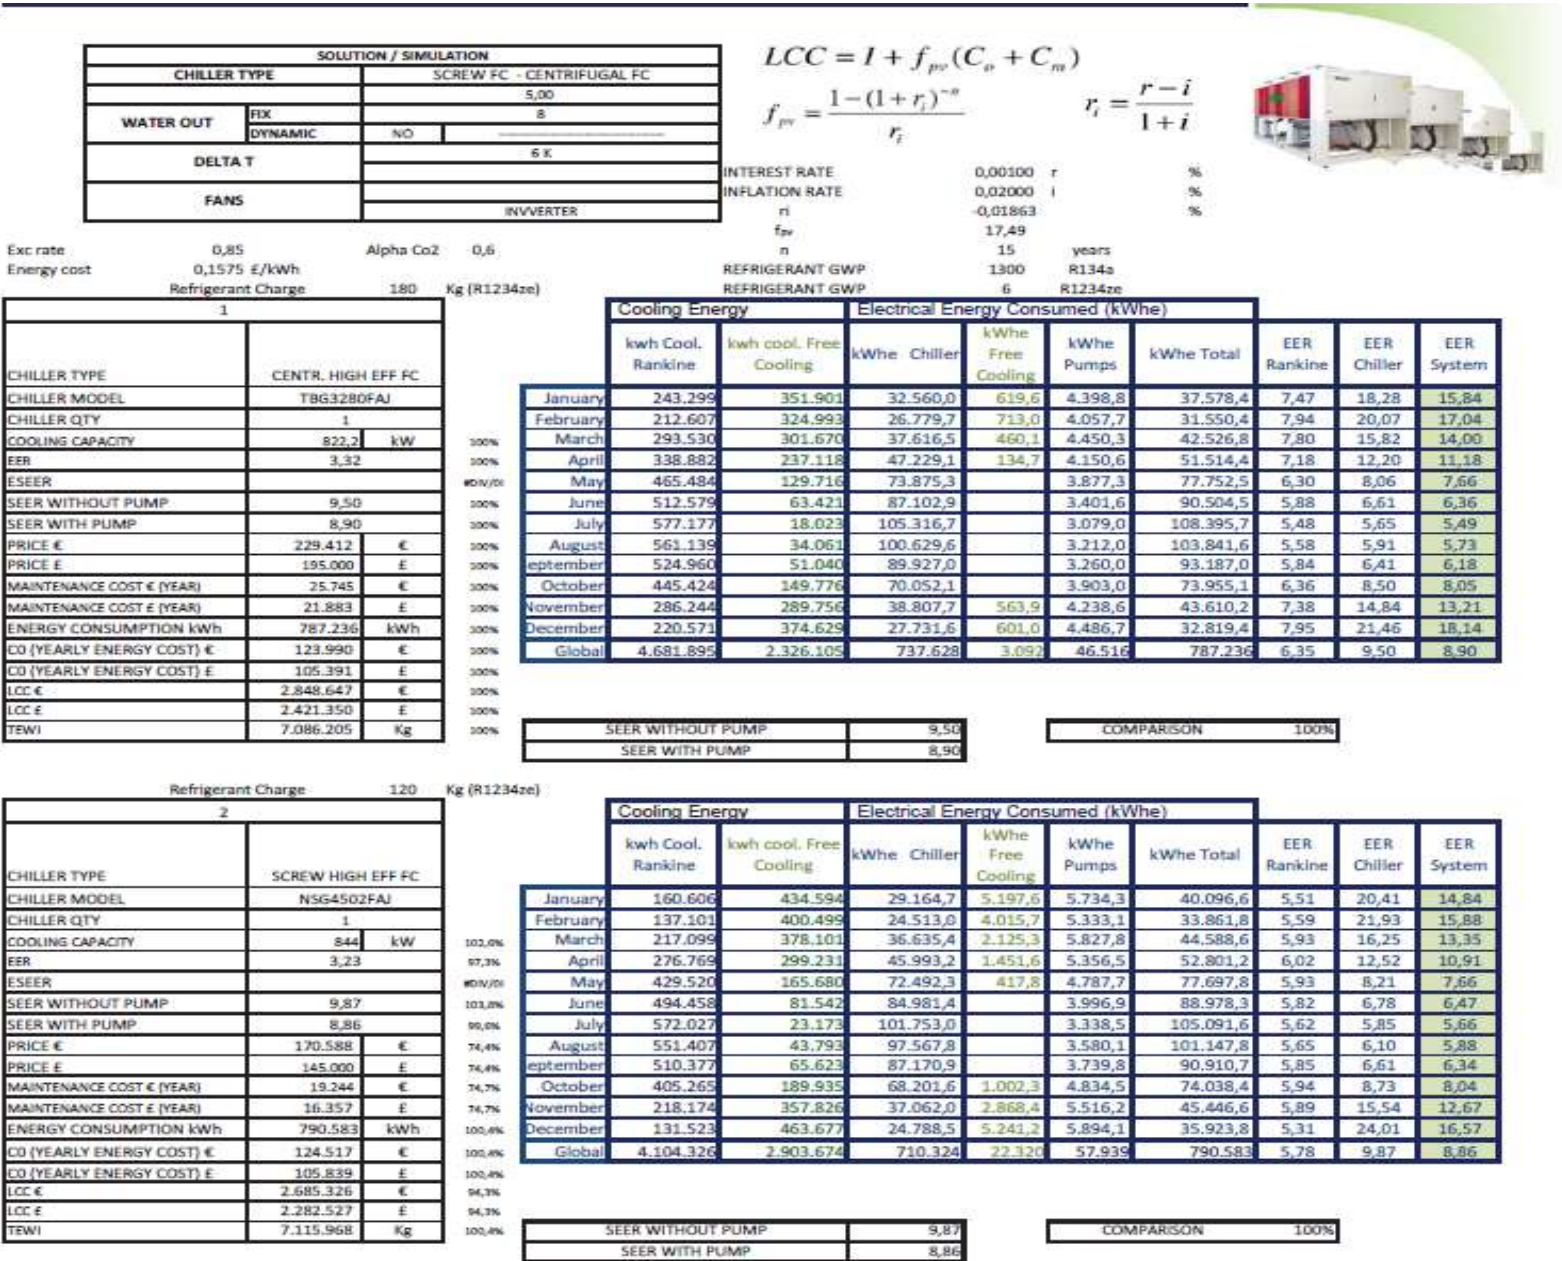 SOLUTION / SIMULATION
CHILLER TYPE SCREW FC - CENTRIFUGAL FC
5,00
WATER OUT FIX 8
DYNAMIC NO ------------------------------
DELTA T 6 K
FANS
INVVERTER
LCC = I + f_pv (C_o + C_m)
f_pv = (1-(1+r_i)^-n) / r_i r_i = (r-i) / (1+i)
INTEREST RATE 0,00100 r %
INFLATION RATE 0,02000 i %
ri -0,01863 %
fpv 17,49
n 15 years
REFRIGERANT GWP 1300 R134a
REFRIGERANT GWP 6 R1234ze
Exc rate 0,85 Alpha Co2 0,6
Energy cost 0,1575 £/kWh
Refrigerant Charge 180 Kg (R1234ze)
1
CHILLER TYPE CENTR. HIGH EFF FC
CHILLER MODEL TBG3280FAJ
CHILLER QTY 1
COOLING CAPACITY 822,2 kW 100%
EER 3,32 100%
ESEER #DIV/0!
SEER WITHOUT PUMP 9,50 100%
SEER WITH PUMP 8,90 100%
PRICE € 229.412 € 100%
PRICE £ 195.000 £ 100%
MAINTENANCE COST € (YEAR) 25.745 € 100%
MAINTENANCE COST £ (YEAR) 21.883 £ 100%
ENERGY CONSUMPTION kWh 787.236 kWh 100%
C0 (YEARLY ENERGY COST) € 123.990 € 100%
C0 (YEARLY ENERGY COST) £ 105.391 £ 100%
LCC € 2.848.647 € 100%
LCC £ 2.421.350 £ 100%
TEWI 7.086.205 Kg 100%
Cooling Energy Electrical Energy Consumed (kWhe)
kwh Cool. Rankine kwh cool. Free Cooling kWhe Chiller kWhe Free Cooling kWhe Pumps kWhe Total EER Rankine EER Chiller EER System
January 243.299 351.901 32.560,0 619,6 4.398,8 37.578,4 7,47 18,28 15,84
February 212.607 324.993 26.779,7 713,0 4.057,7 31.550,4 7,94 20,07 17,04
March 293.530 301.670 37.616,5 460,1 4.450,3 42.526,8 7,80 15,82 14,00
April 338.882 237.118 47.229,1 134,7 4.150,6 51.514,4 7,18 12,20 11,18
May 465.484 129.716 73.875,3 3.877,3 77.752,5 6,30 8,06 7,66
June 512.579 63.421 87.102,9 3.401,6 90.504,5 5,88 6,61 6,36
July 577.177 18.023 105.316,7 3.079,0 108.395,7 5,48 5,65 5,49
August 561.139 34.061 100.629,6 3.212,0 103.841,6 5,58 5,91 5,73
eptember 524.960 51.040 89.927,0 3.260,0 93.187,0 5,84 6,41 6,18
October 445.424 149.776 70.052,1 3.903,0 73.955,1 6,36 8,50 8,05
November 286.244 289.756 38.807,7 563,9 4.238,6 43.610,2 7,38 14,84 13,21
December 220.571 374.629 27.731,6 601,0 4.486,7 32.819,4 7,95 21,46 18,14
Global 4.681.895 2.326.105 737.628 3.092 46.516 787.236 6,35 9,50 8,90
SEER WITHOUT PUMP 9,50 COMPARISON 100%
SEER WITH PUMP 8,90
Refrigerant Charge 120 Kg (R1234ze)
2
CHILLER TYPE SCREW HIGH EFF FC
CHILLER MODEL NSG4502FAJ
CHILLER QTY 1
COOLING CAPACITY 844 kW 102,6%
EER 3,23 97,3%
ESEER #DIV/0!
SEER WITHOUT PUMP 9,87 103,8%
SEER WITH PUMP 8,86 99,6%
PRICE € 170.588 € 74,4%
PRICE £ 145.000 £ 74,4%
MAINTENANCE COST € (YEAR) 19.244 € 74,7%
MAINTENANCE COST £ (YEAR) 16.357 £ 74,7%
ENERGY CONSUMPTION kWh 790.583 kWh 100,4%
C0 (YEARLY ENERGY COST) € 124.517 € 100,4%
C0 (YEARLY ENERGY COST) £ 105.839 £ 100,4%
LCC € 2.685.326 € 94,3%
LCC £ 2.282.527 £ 94,3%
TEWI 7.115.968 Kg 100,4%
Cooling Energy Electrical Energy Consumed (kWhe)
kwh Cool. Rankine kwh cool. Free Cooling kWhe Chiller kWhe Free Cooling kWhe Pumps kWhe Total EER Rankine EER Chiller EER System
January 160.606 434.594 29.164,7 5.197,6 5.734,3 40.096,6 5,51 20,41 14,84
February 137.101 400.499 24.513,0 4.015,7 5.333,1 33.861,8 5,59 21,93 15,88
March 217.099 378.101 36.635,4 2.125,3 5.827,8 44.588,6 5,93 16,25 13,35
April 276.769 299.231 45.993,2 1.451,6 5.356,5 52.801,2 6,02 12,52 10,91
May 429.520 165.680 72.492,3 417,8 4.787,7 77.697,8 5,93 8,21 7,66
June 494.458 81.542 84.981,4 3.996,9 88.978,3 5,82 6,78 6,47
July 572.027 23.173 101.753,0 3.338,5 105.091,6 5,62 5,85 5,66
August 551.407 43.793 97.567,8 3.580,1 101.147,8 5,65 6,10 5,88
eptember 510.377 65.623 87.170,9 3.739,8 90.910,7 5,85 6,61 6,34
October 405.265 189.935 68.201,6 1.002,3 4.834,5 74.038,4 5,94 8,73 8,04
November 218.174 357.826 37.062,0 2.868,4 5.516,2 45.446,6 5,89 15,54 12,67
December 131.523 463.677 24.788,5 5.241,2 5.894,1 35.923,8 5,31 24,01 16,57
Global 4.104.326 2.903.674 710.324 22.320 57.939 790.583 5,78 9,87 8,86
SEER WITHOUT PUMP 9,87 COMPARISON 100%
SEER WITH PUMP 8,86